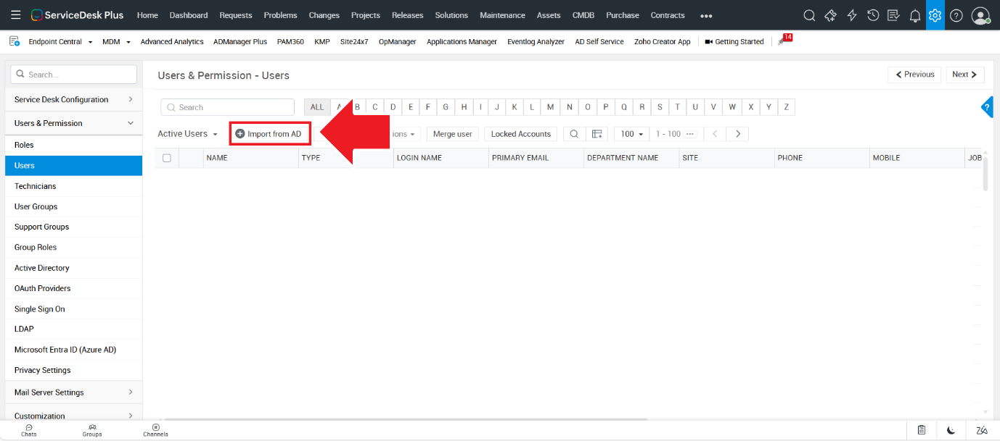 ServiceDesk Plus Home Dashboard Requests Problems Changes Projects Releases Solutions Maintenance Assets CMDB Purchase Contracts
Endpoint Central MDM Advanced Analytics ADManager Plus PAM360 KMP Site24x7 OpManager Applications Manager Eventlog Analyzer AD Self Service Zoho Creator App Getting Started 14
Search...
Users & Permission - Users
Previous Next
Service Desk Configuration
Search ALL A B C D E F G H I J K L M N O P Q R S T U V W X Y Z
Users & Permission
Active Users Import from AD ions Merge user Locked Accounts 100 1 - 100
Roles
NAME TYPE LOGIN NAME PRIMARY EMAIL DEPARTMENT NAME SITE PHONE MOBILE JOB
Users
Technicians
User Groups
Support Groups
Group Roles
Active Directory
OAuth Providers
Single Sign On
LDAP
Microsoft Entra ID (Azure AD)
Privacy Settings
Mail Server Settings
Customization
Chats Groups Channels